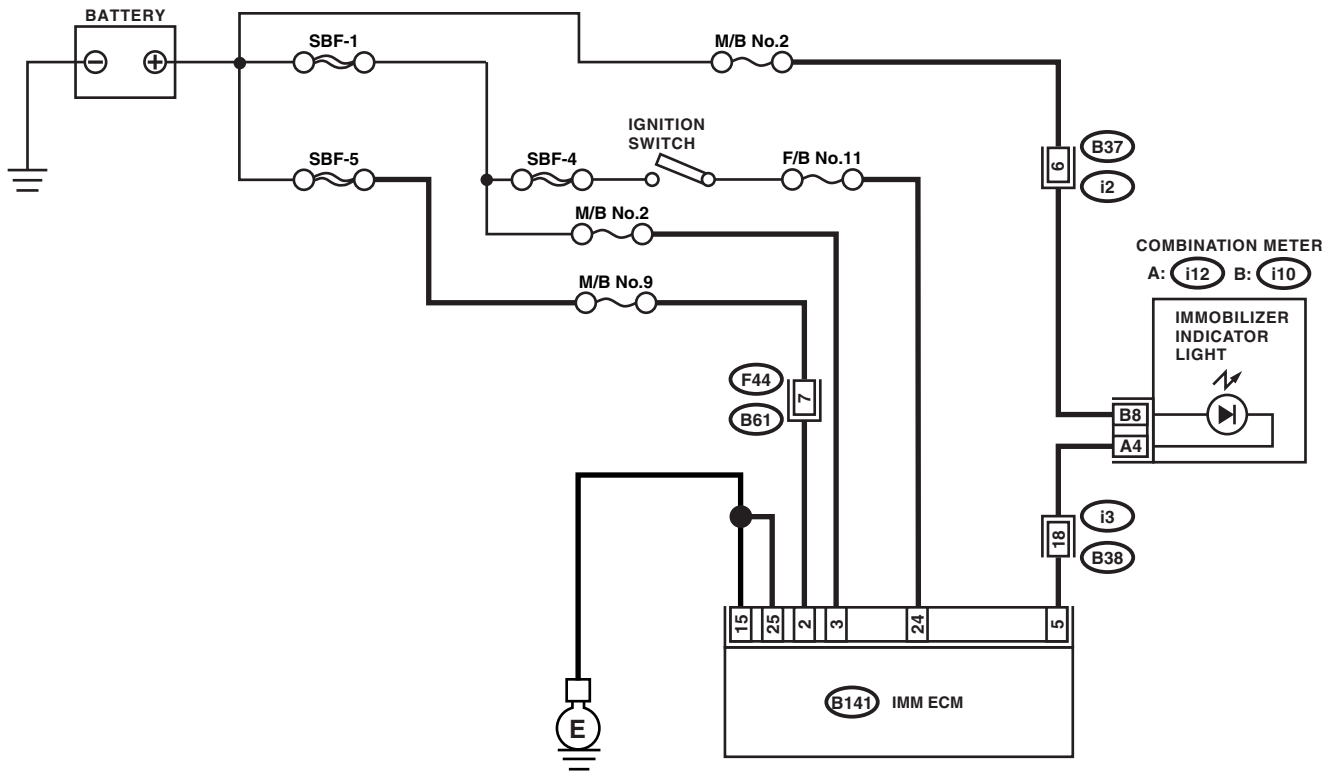 BATTERY
SBF-1
M/B No.2
IGNITION
SWITCH
SBF-5
SBF-4
F/B No.11
M/B No.2
M/B No.9
6
B37
i2
COMBINATION METER
A: i12 B: i10
IMMOBILIZER
INDICATOR
LIGHT
F44
7
B61
B8
A4
i3
18
B38
15
25
2
3
24
5
B141 IMM ECM
E